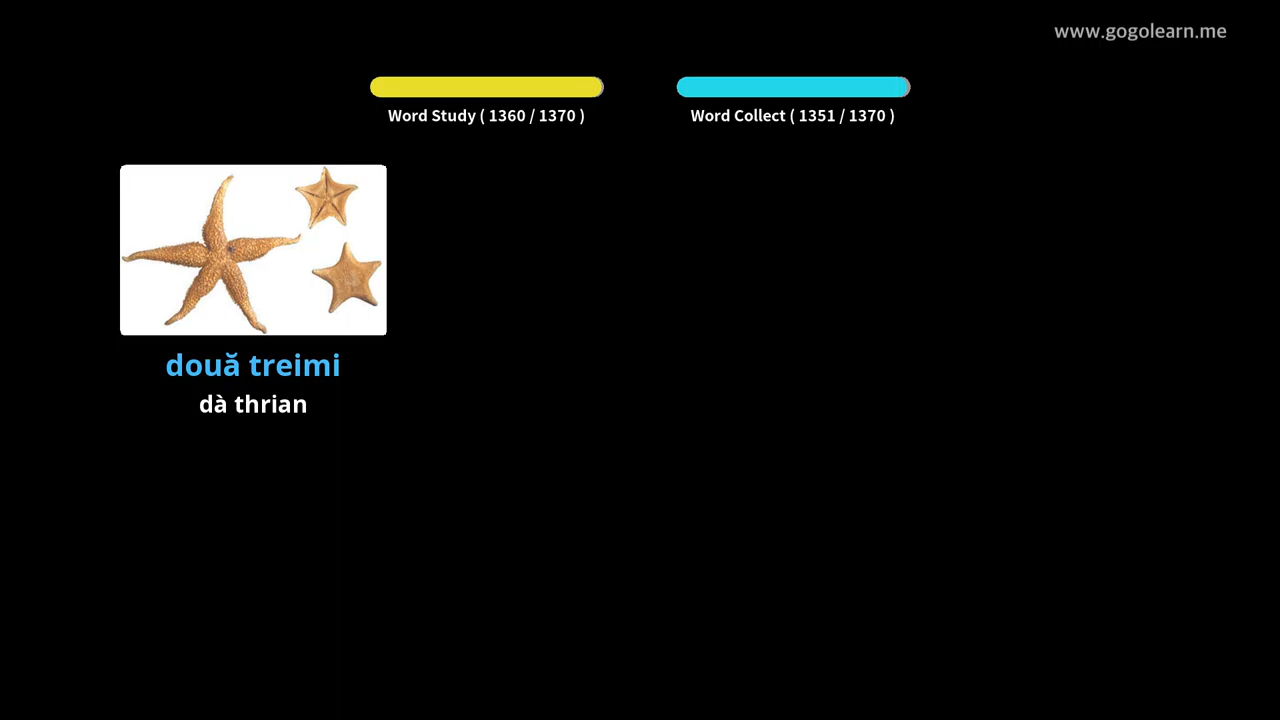 www.gogolearn.me
Word Study ( 1360 / 1370 )
Word Collect ( 1351 / 1370 )
două treimi
dà thrian